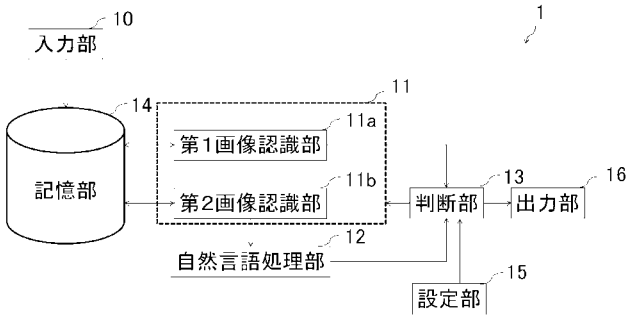 10
1
入力部
14
11
11a
第1画像認識部
記憶部
11b
第2画像認識部
13
16
判断部
出力部
12
自然言語処理部
15
設定部